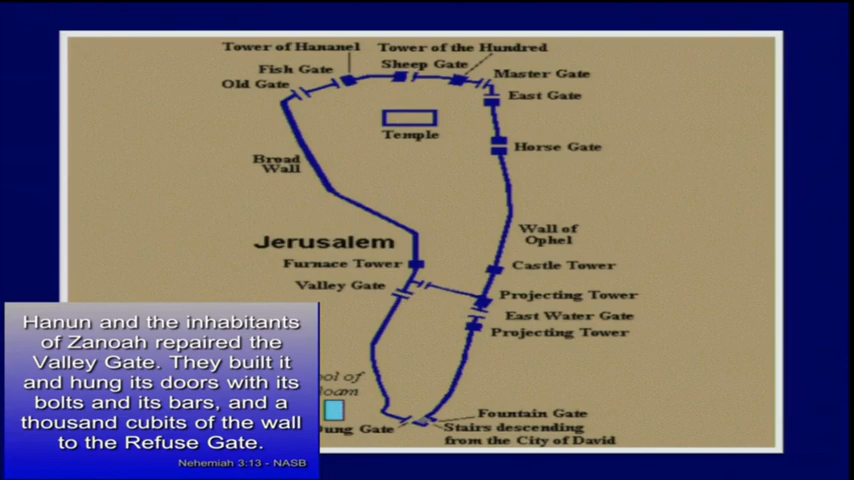 Tower of Hananel
Tower of the Hundred
Fish Gate
Sheep Gate
Master Gate
Old Gate
East Gate
Temple
Horse Gate
Broad
Wall
Wall of
Ophel
Jerusalem
Furnace Tower
Castle Tower
Valley Gate
Projecting Tower
East Water Gate
Projecting Tower
of
Fountain Gate
Gate
Stairs descending
from the City of David
Hanun and the inhabitants
of Zanoah repaired the
Valley Gate. They built it
and hung its doors with its
bolts and its bars, and a
thousand cubits of the wall
to the Refuse Gate.
Nehemiah 3:13 - NASB